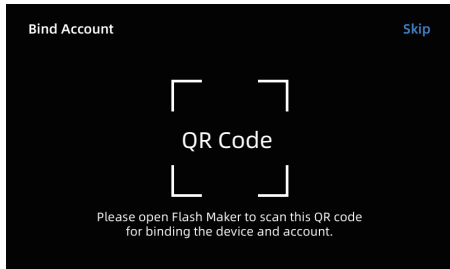 Bind Account
Skip
QR Code
Please open Flash Maker to scan this QR code
for binding the device and account.